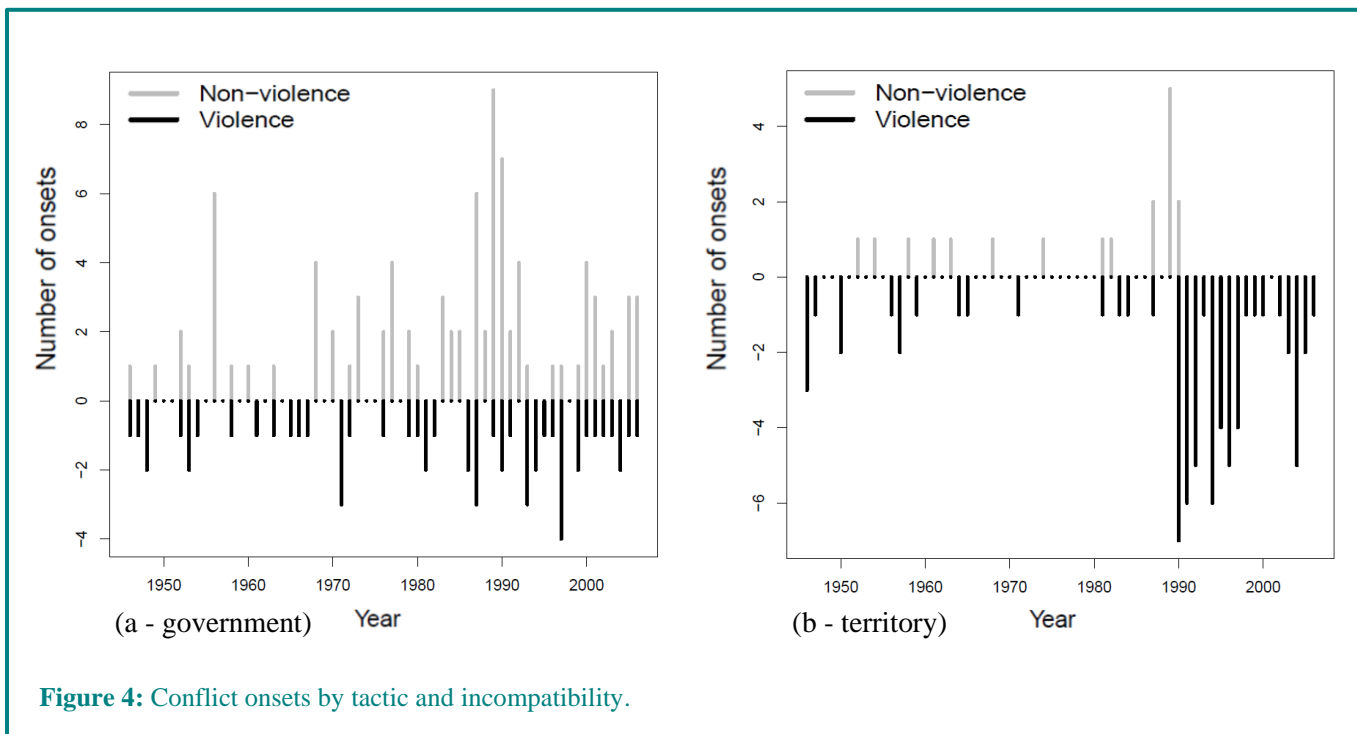 Non-violence
Violence
Number of onsets
8
6
4
2
0
-2
-4
1950 1960 1970 1980 1990 2000
(a - government) Year
Non-violence
Violence
Number of onsets
4
2
0
-2
-4
-6
1950 1960 1970 1980 1990 2000
(b - territory) Year
Figure 4: Conflict onsets by tactic and incompatibility.